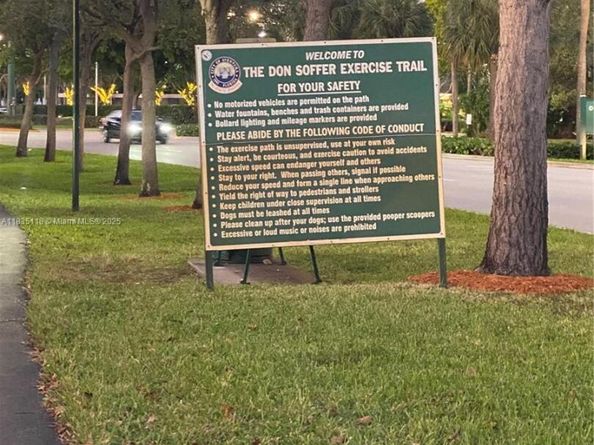 WELCOME TO
THE DON SOFFER EXERCISE TRAIL
FOR YOUR SAFETY
• No motorized vehicles are permitted on the path
• Water fountains, benches and trash containers are provided
• Bollard lighting and mileage markers are provided
PLEASE ABIDE BY THE FOLLOWING CODE OF CONDUCT
• The exercise path is unsupervised, use at your own risk
• Stay alert, be courteous, and exercise caution to avoid accidents
• Excessive speed can endanger yourself and others
• Stay to your right. When passing others, signal if possible
• Reduce your speed and form a single line when approaching others
• Yield the right of way to pedestrians and strollers
• Keep children under close supervision at all times
• Dogs must be leashed at all times
• Please clean up after your dogs; use the provided pooper scoopers
• Excessive or loud music or noises are prohibited
Miami MLS© 2025